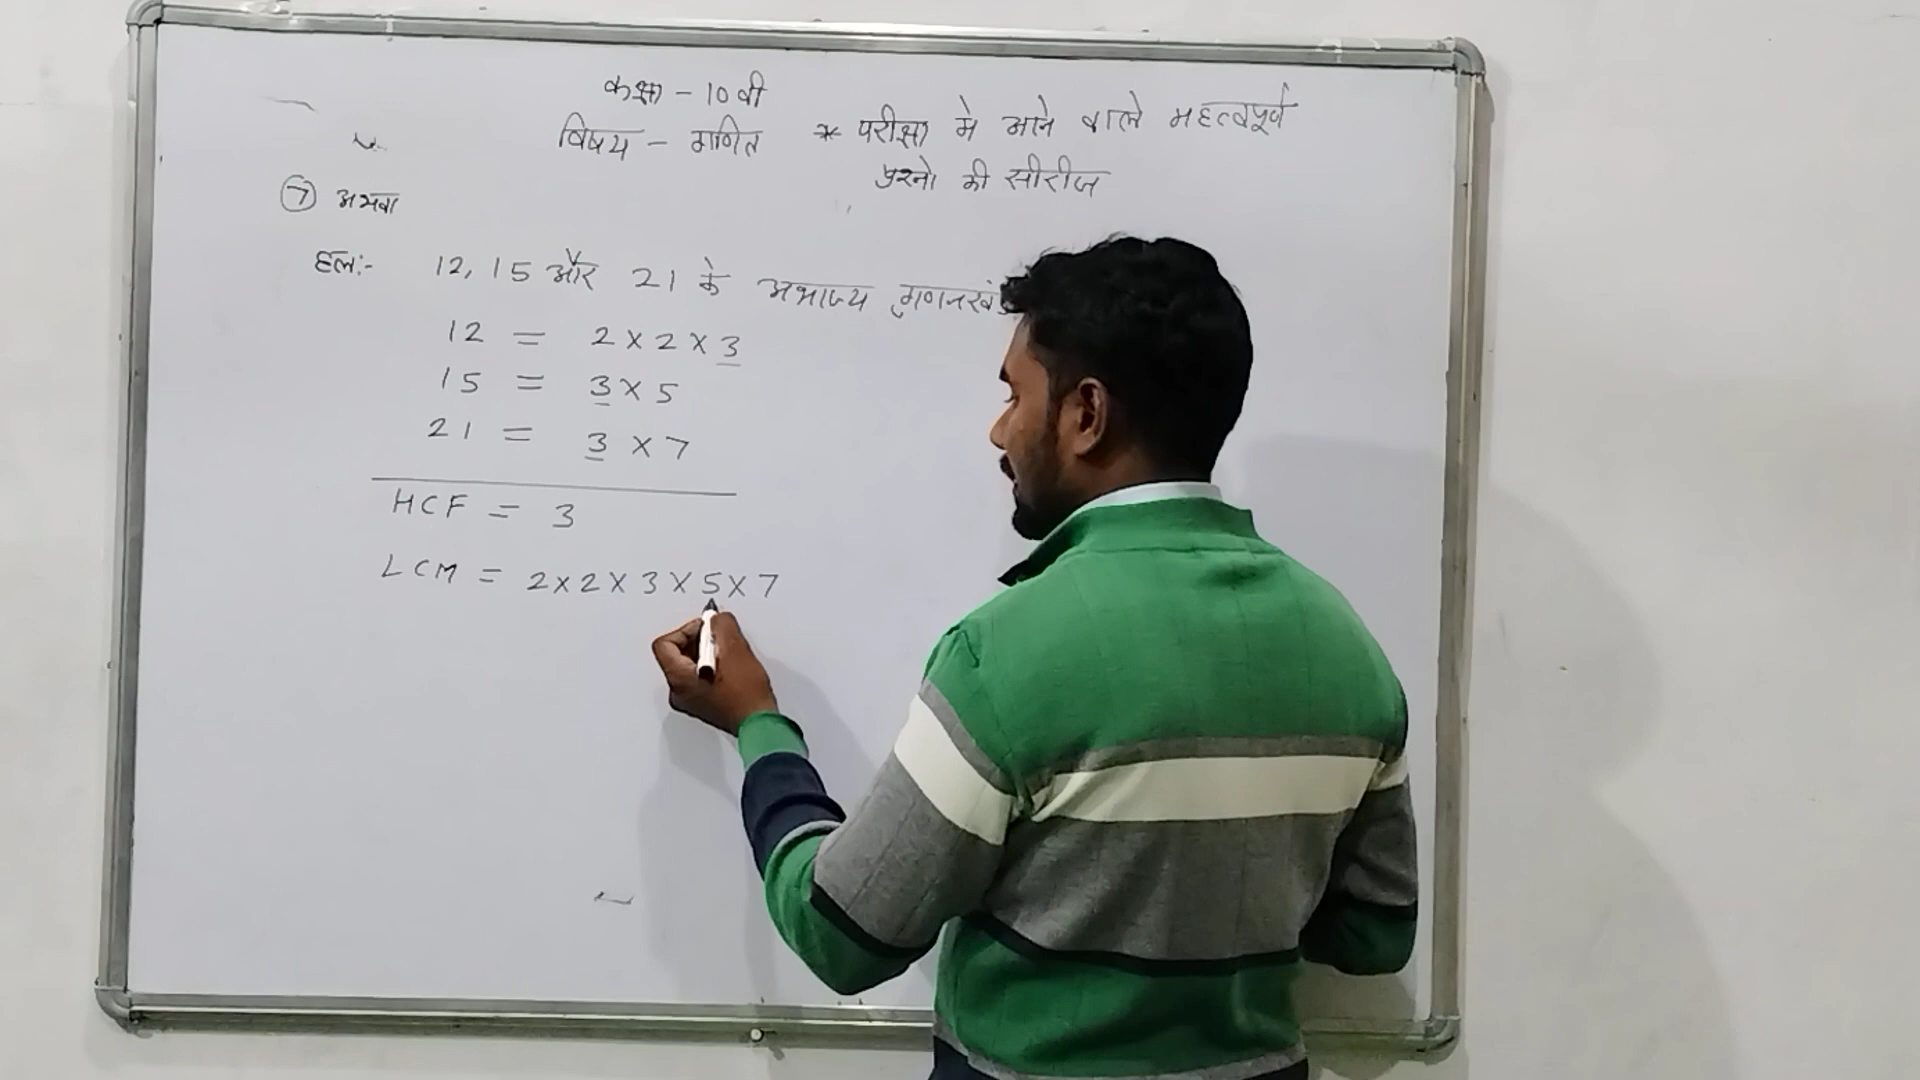 कक्षा - 10 वी
विषय - गणित
* परीक्षा मे आने वाले महत्वपूर्ण
प्रश्नो की सीरीज
7 अथवा
हल:- 12, 15 और 21 के अभाज्य गुणनखंड
12 = 2 × 2 × 3
15 = 3 × 5
21 = 3 × 7
HCF = 3
LCM = 2 × 2 × 3 × 5 × 7